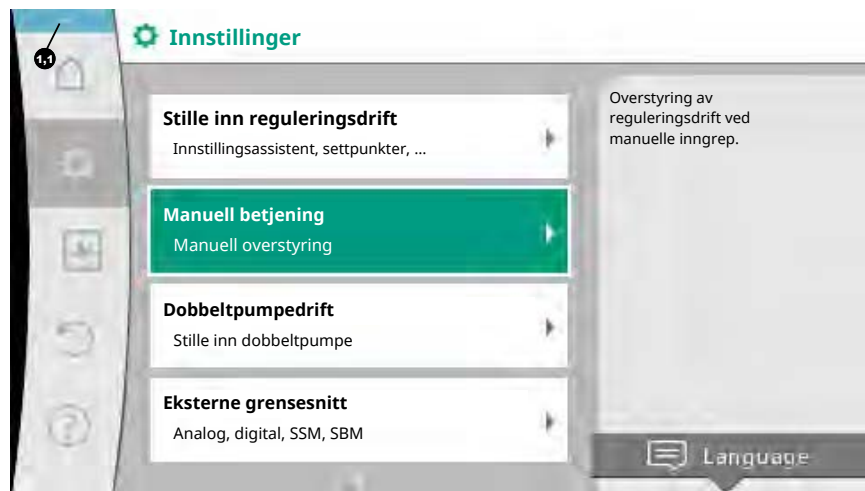 Innstillinger
1,1
Stille inn reguleringsdrift
Innstillingsassistent, settpunkter, ...
Manuell betjening
Manuell overstyring
Dobbeltpumpedrift
Stille inn dobbeltpumpe
Eksterne grensesnitt
Analog, digital, SSM, SBM
Overstyring av
reguleringsdrift ved
manuelle inngrep.
Language